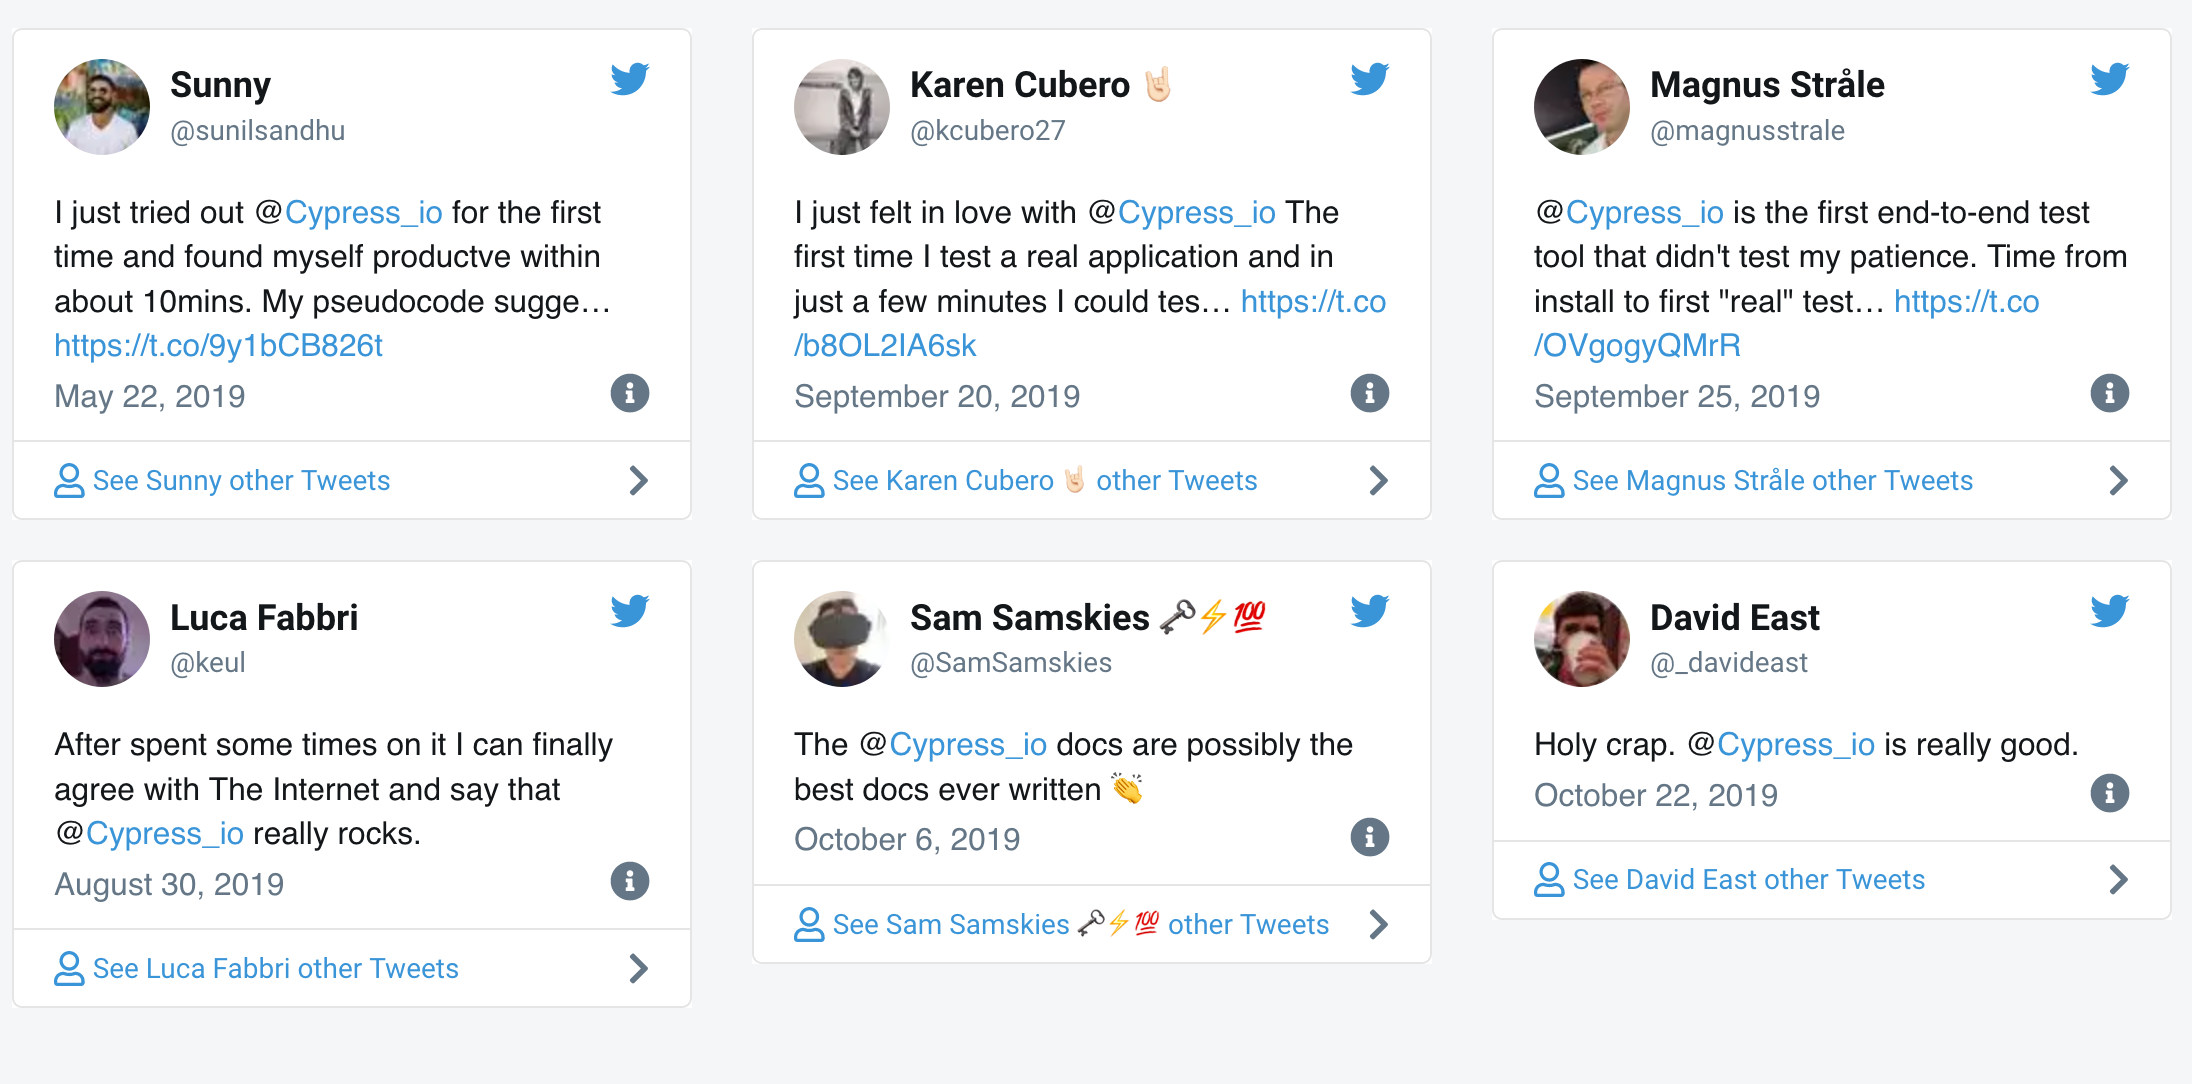 Sunny
@sunilsandhu
I just tried out @Cypress_io for the first
time and found myself productve within
about 10mins. My pseudocode sugge…
https://t.co/9y1bCB826t
May 22, 2019
See Sunny other Tweets
Karen Cubero 🤘🏻
@kcubero27
I just felt in love with @Cypress_io The
first time I test a real application and in
just a few minutes I could tes… https://t.co
/b8OL2IA6sk
September 20, 2019
See Karen Cubero 🤘🏻 other Tweets
Magnus Stråle
@magnusstrale
@Cypress_io is the first end-to-end test
tool that didn't test my patience. Time from
install to first "real" test… https://t.co
/OVgogyQMrR
September 25, 2019
See Magnus Stråle other Tweets
Luca Fabbri
@keul
After spent some times on it I can finally
agree with The Internet and say that
@Cypress_io really rocks.
August 30, 2019
See Luca Fabbri other Tweets
Sam Samskies 🗝⚡💯
@SamSamskies
The @Cypress_io docs are possibly the
best docs ever written 👏
October 6, 2019
See Sam Samskies 🗝⚡💯 other Tweets
David East
@_davideast
Holy crap. @Cypress_io is really good.
October 22, 2019
See David East other Tweets